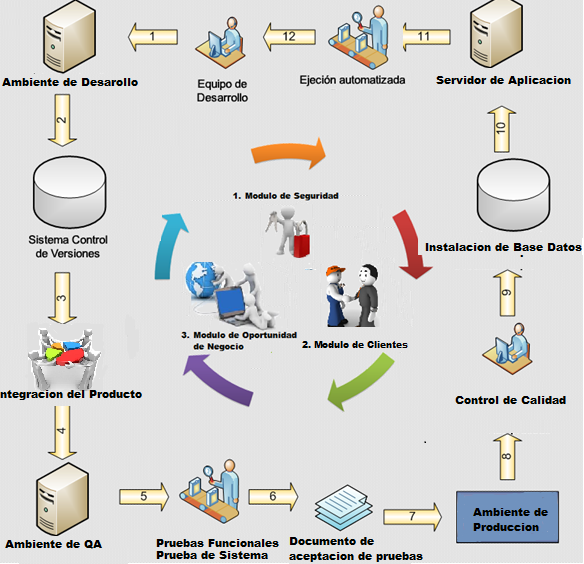 1
12
11
Ambiente de Desarollo
Equipo de
Desarrollo
Ejeción automatizada
Servidor de Aplicacion
2
10
1. Modulo de Seguridad
Sistema Control
de Versiones
Instalacion de Base Datos
3
9
3. Modulo de Oportunidad
de Negocio
2. Modulo de Clientes
ntegracion del Producto
Control de Calidad
4
8
5
6
7
Ambiente de
Produccion
Ambiente de QA
Pruebas Funcionales
Prueba de Sistema
Documento de
aceptacion de pruebas